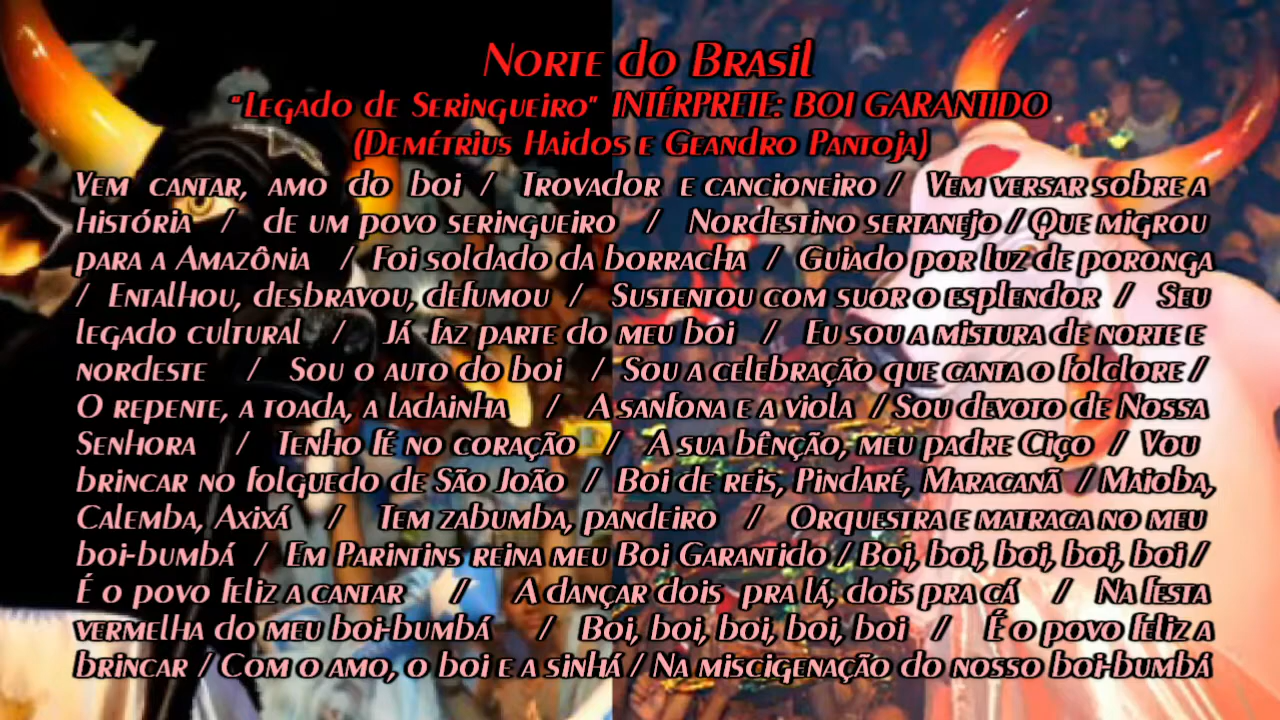 Norte do Brasil
"Legado de Seringueiro" INTÉRPRETE: BOI GARANTIDO
(Demétrius Haidos e Geandro Pantoja)
Vem cantar, amo do boi / Trovador e cancioneiro / Vem versar sobre a
história / de um povo seringueiro / Nordestino sertanejo / Que migrou
para a Amazônia / Foi soldado da borracha / Guiado por luz de poronga
/ Entalhou, desbravou, defumou / Sustentou com suor o esplendor / Seu
legado cultural / Já faz parte do meu boi / Eu sou a mistura de norte e
nordeste / Sou o auto do boi / Sou a celebração que canta o folclore /
O repente, a toada, a ladainha / A sanfona e a viola / Sou devoto de Nossa
Senhora / Tenho fé no coração / A sua bênção, meu padre Ciço / Vou
brincar no folguedo de São João / Boi de reis, Pindaré, Maracanã / Maioba,
Calemba, Axixá / Tem zabumba, pandeiro / Orquestra e matraca no meu
boi-bumbá / Em Parintins reina meu Boi Garantido / Boi, boi, boi, boi, boi /
É o povo feliz a cantar / A dançar dois pra lá, dois pra cá / Na festa
vermelha do meu boi-bumbá / Boi, boi, boi, boi, boi / É o povo feliz a
brincar / Com o amo, o boi e a sinhá / Na miscigenação do nosso boi-bumbá